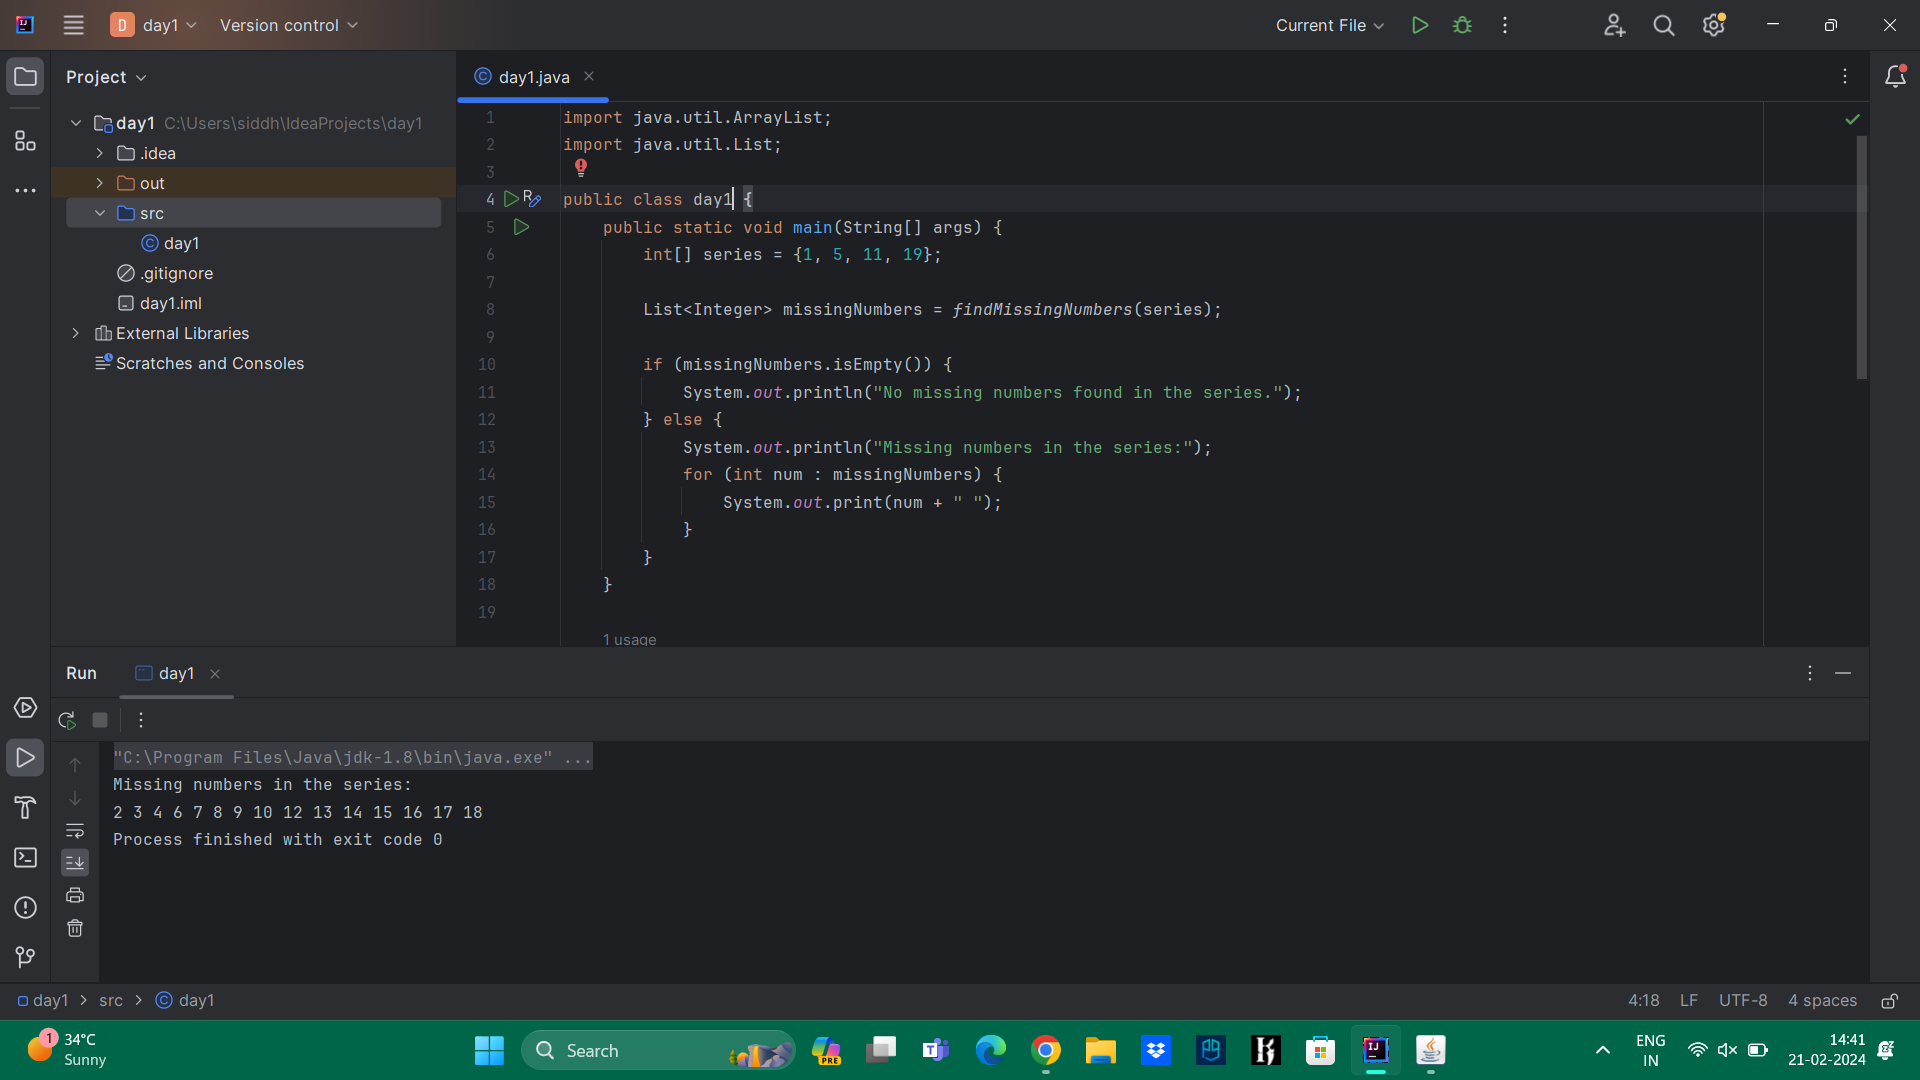 day1
Version control
Current File
Project
day1.java
day1 C:\Users\siddh\IdeaProjects\day1
.idea
out
src
day1
.gitignore
day1.iml
External Libraries
Scratches and Consoles
1 import java.util.ArrayList;
2 import java.util.List;
3
4 public class day1 {
5 public static void main(String[] args) {
6 int[] series = {1, 5, 11, 19};
7
8 List<Integer> missingNumbers = findMissingNumbers(series);
9
10 if (missingNumbers.isEmpty()) {
11 System.out.println("No missing numbers found in the series.");
12 } else {
13 System.out.println("Missing numbers in the series:");
14 for (int num : missingNumbers) {
15 System.out.print(num + " ");
16 }
17 }
18 }
19
1 usage
Run day1
"C:\Program Files\Java\jdk-1.8\bin\java.exe" ...
Missing numbers in the series:
2 3 4 6 7 8 9 10 12 13 14 15 16 17 18
Process finished with exit code 0
day1 > src > day1
4:18 LF UTF-8 4 spaces
1
34°C
Sunny
Search
PRE
ENG
IN
14:41
21-02-2024